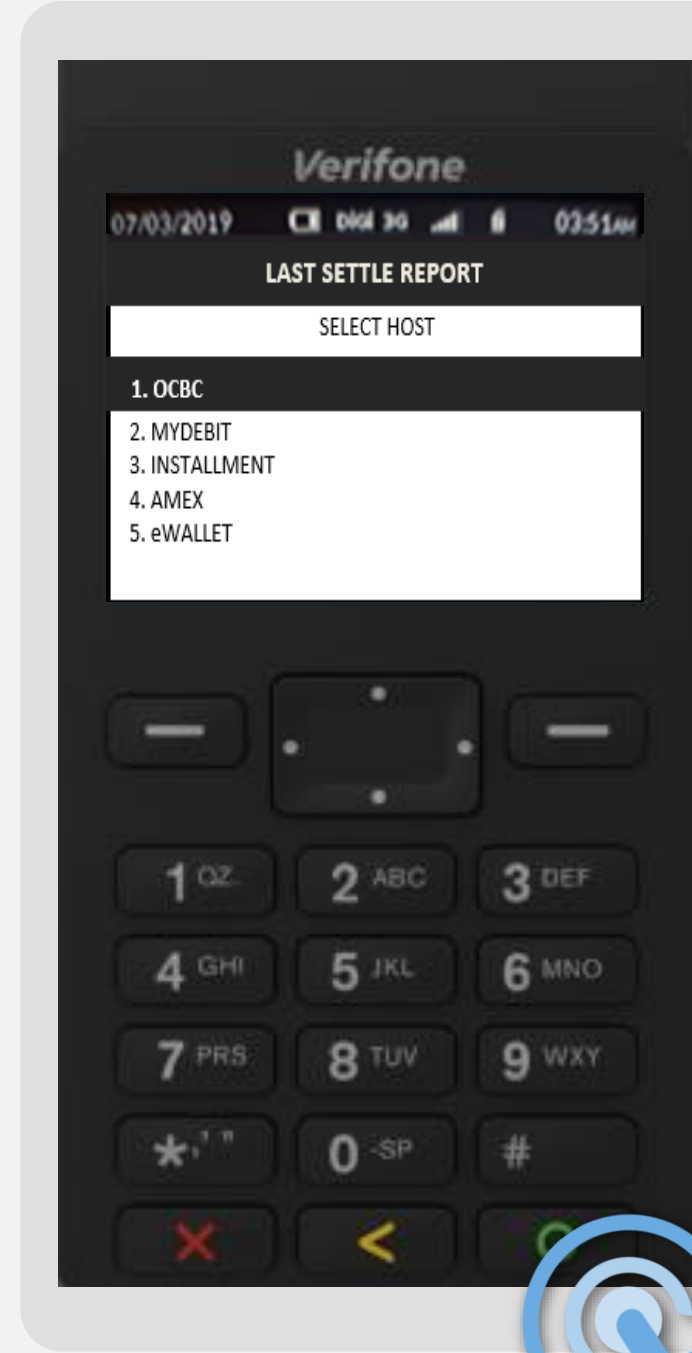 Verifone
07/03/2019 DIGI 3G 03:51AM
LAST SETTLE REPORT
SELECT HOST
1. OCBC
2. MYDEBIT
3. INSTALLMENT
4. AMEX
5. eWALLET
1 QZ. 2 ABC 3 DEF
4 GHI 5 JKL 6 MNO
7 PRS 8 TUV 9 WXY
*,' " 0 -SP #